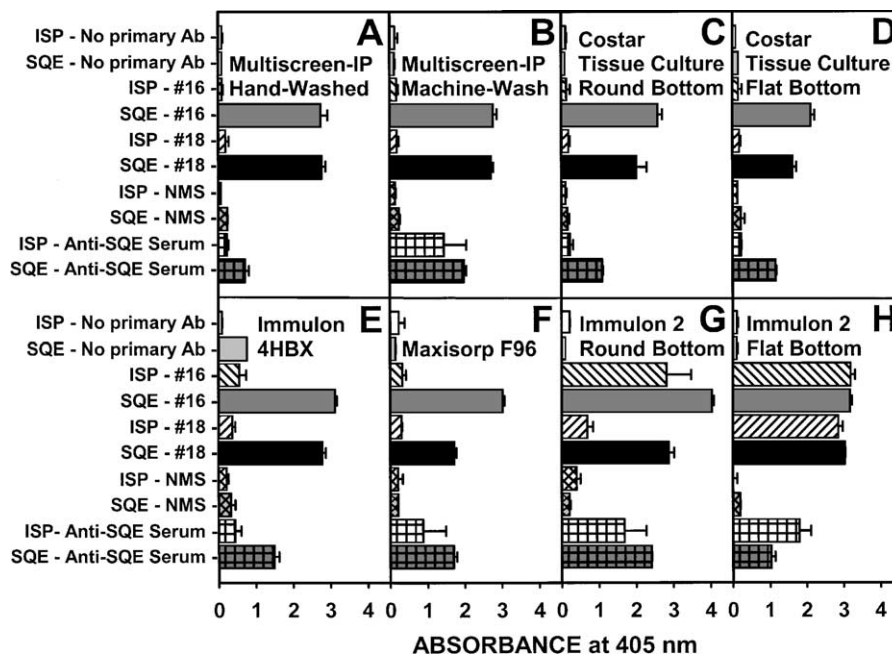 A
B
C
D
ISP - No primary Ab
SQE - No primary Ab
ISP - #16
SQE - #16
ISP - #18
SQE - #18
ISP - NMS
SQE - NMS
ISP - Anti-SQE Serum
SQE - Anti-SQE Serum
Multiscreen-IP
Hand-Washed
Multiscreen-IP
Machine-Wash
Costar
Tissue Culture
Round Bottom
Costar
Tissue Culture
Flat Bottom
E
F
G
H
ISP - No primary Ab
SQE - No primary Ab
ISP - #16
SQE - #16
ISP - #18
SQE - #18
ISP - NMS
SQE - NMS
ISP- Anti-SQE Serum
SQE - Anti-SQE Serum
Immulon
4HBX
Maxisorp F96
Immulon 2
Round Bottom
Immulon 2
Flat Bottom
0 1 2 3 4 0 1 2 3 4 0 1 2 3 4 0 1 2 3 4
ABSORBANCE at 405 nm